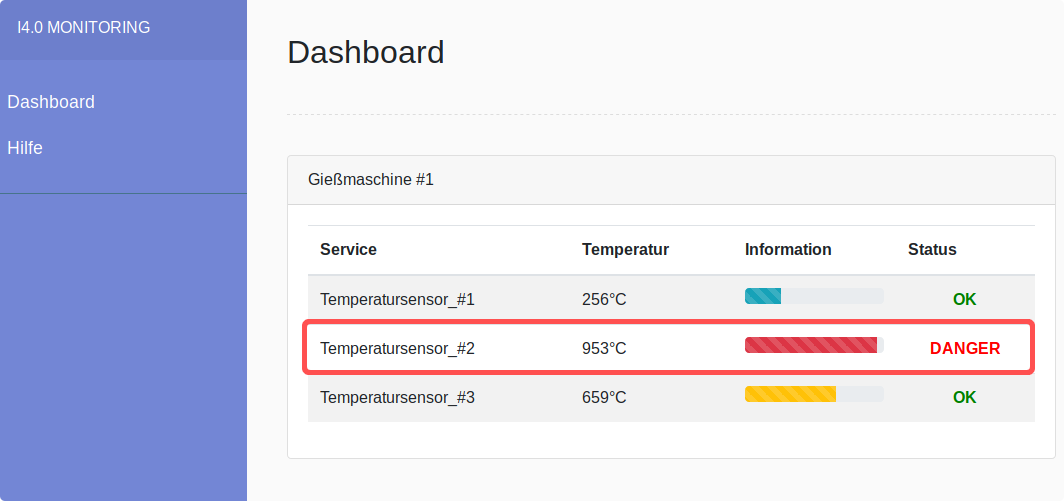 I4.0 MONITORING
Dashboard
Hilfe
Dashboard
Gießmaschine #1
Service Temperatur Information Status
Temperatursensor_#1 256°C OK
Temperatursensor_#2 953°C DANGER
Temperatursensor_#3 659°C OK